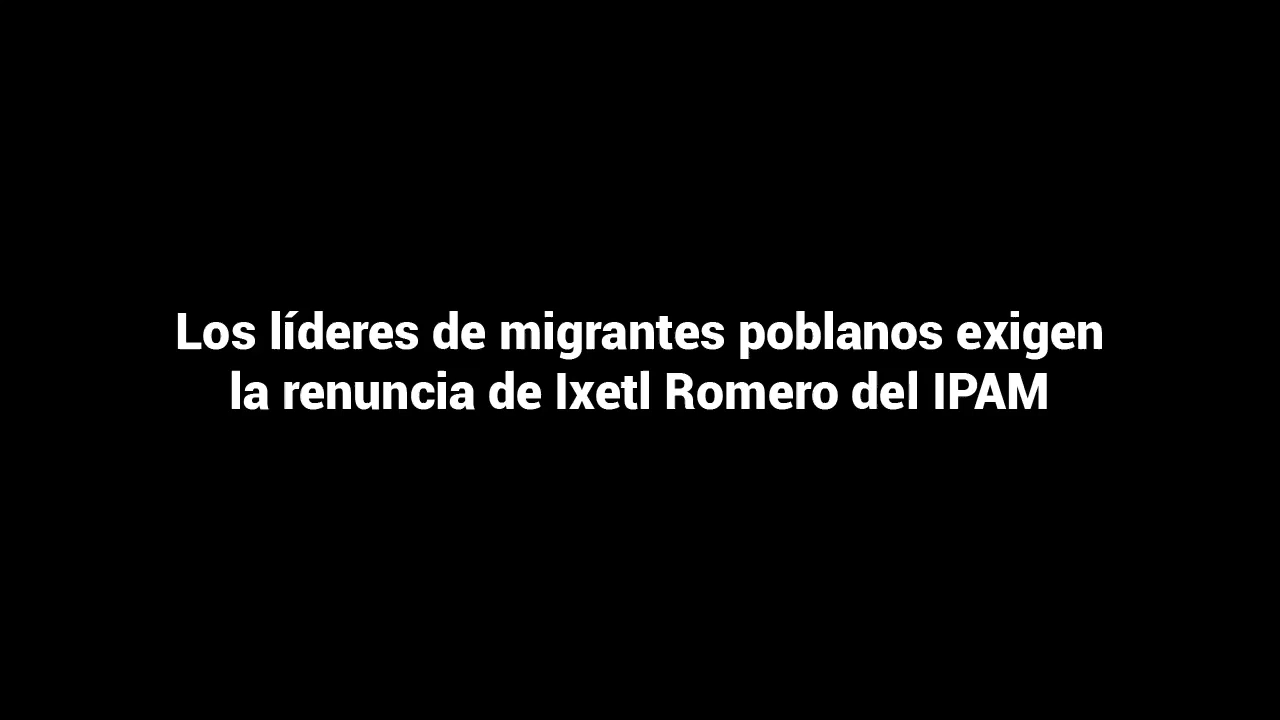 Los líderes de migrantes poblanos exigen
la renuncia de Ixetl Romero del IPAM